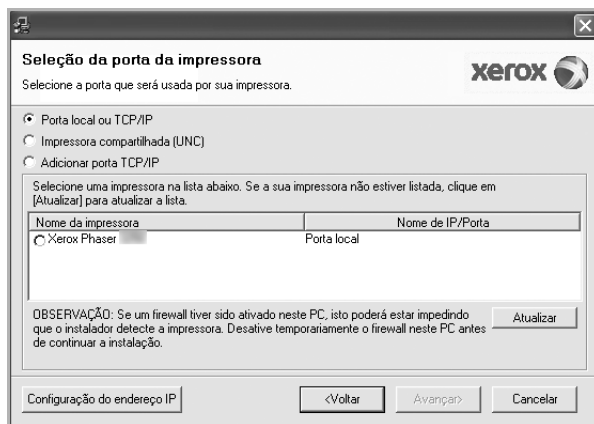 Seleção da porta da impressora
Selecione a porta que será usada por sua impressora.
xerox
Porta local ou TCP/IP
Impressora compartilhada (UNC)
Adicionar porta TCP/IP
Selecione uma impressora na lista abaixo. Se a sua impressora não estiver listada, clique em
[Atualizar] para atualizar a lista.
Nome da impressora Nome de IP/Porta
Xerox Phaser Porta local
OBSERVAÇÃO: Se um firewall tiver sido ativado neste PC, isto poderá estar impedindo
que o instalador detecte a impressora. Desative temporariamente o firewall neste PC antes
de continuar a instalação.
Atualizar
Configuração do endereço IP <Voltar Avançar> Cancelar